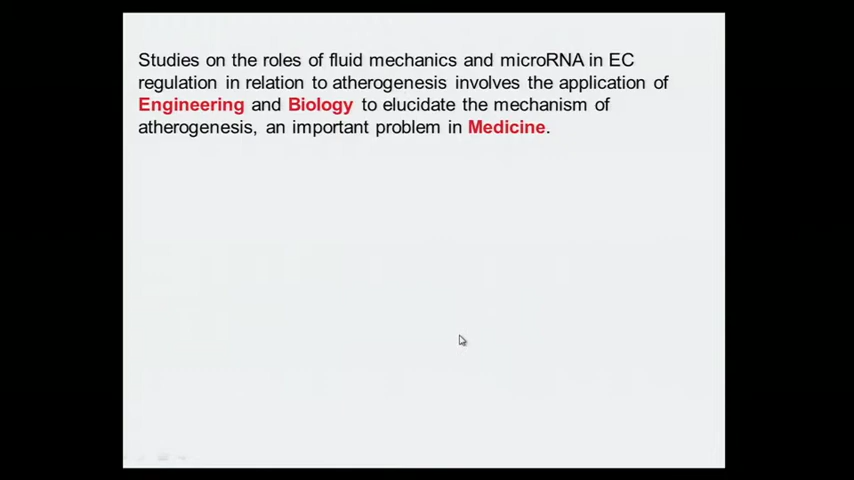 Studies on the roles of fluid mechanics and microRNA in EC
regulation in relation to atherogenesis involves the application of
Engineering and Biology to elucidate the mechanism of
atherogenesis, an important problem in Medicine.